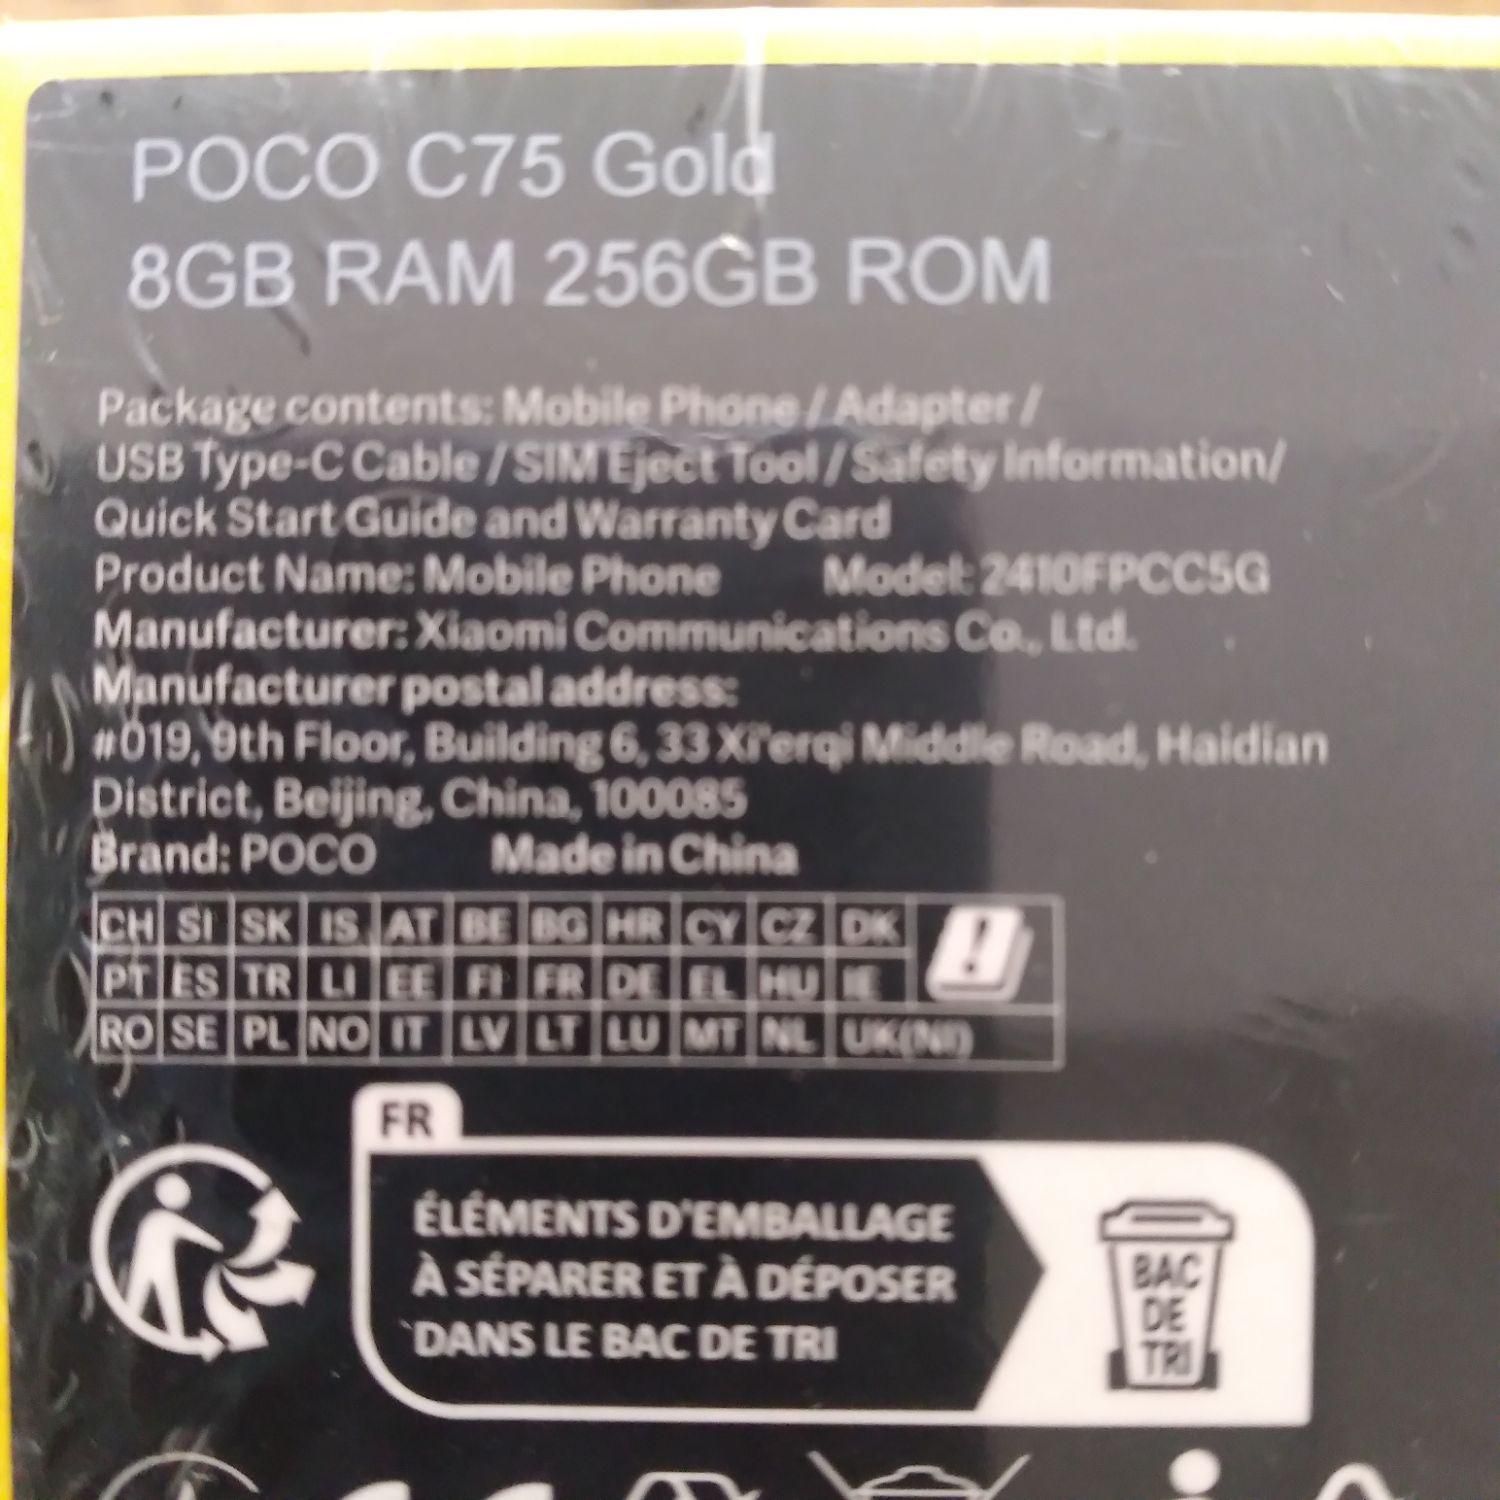 POCO C75 Gold
8GB RAM 256GB ROM
Package contents: Mobile Phone / Adapter /
USB Type-C Cable / SIM Eject Tool / Safety Information/
Quick Start Guide and Warranty Card
Product Name: Mobile Phone Model: 2410FPCC5G
Manufacturer: Xiaomi Communications Co., Ltd.
Manufacturer postal address:
#019, 9th Floor, Building 6, 33 Xi'erqi Middle Road, Haidian
District, Beijing, China, 100085
Brand: POCO Made in China
CH SI SK IS AT BE BG HR CY CZ DK
PT ES TR LI EE FI FR DE EL HU IE
RO SE PL NO IT LV LT LU MT NL UK(NI)
FR
ÉLÉMENTS D'EMBALLAGE
À SÉPARER ET À DÉPOSER
DANS LE BAC DE TRI
BAC
DE
TRI